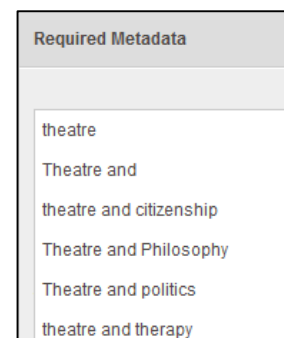 Required Metadata
theatre
Theatre and
theatre and citizenship
Theatre and Philosophy
Theatre and politics
theatre and therapy